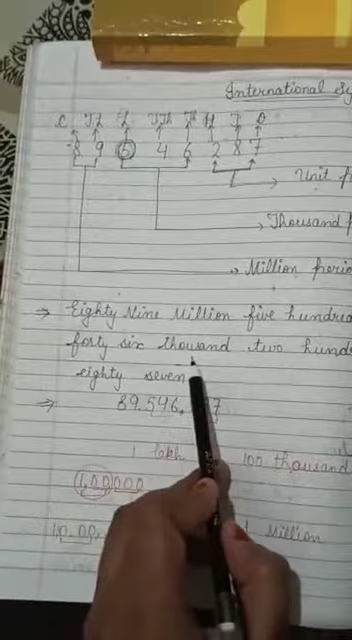 International Sy
C TL L TTh Th H T O
8 9 5 4 6 2 8 7
Unit
Thousand
Million perio
⇒ Eighty Nine Million five hundred
forty six thousand two hund
eighty seven
⇒ 89.546. 7
1 lakh 100 thousand
1,00,000
Million